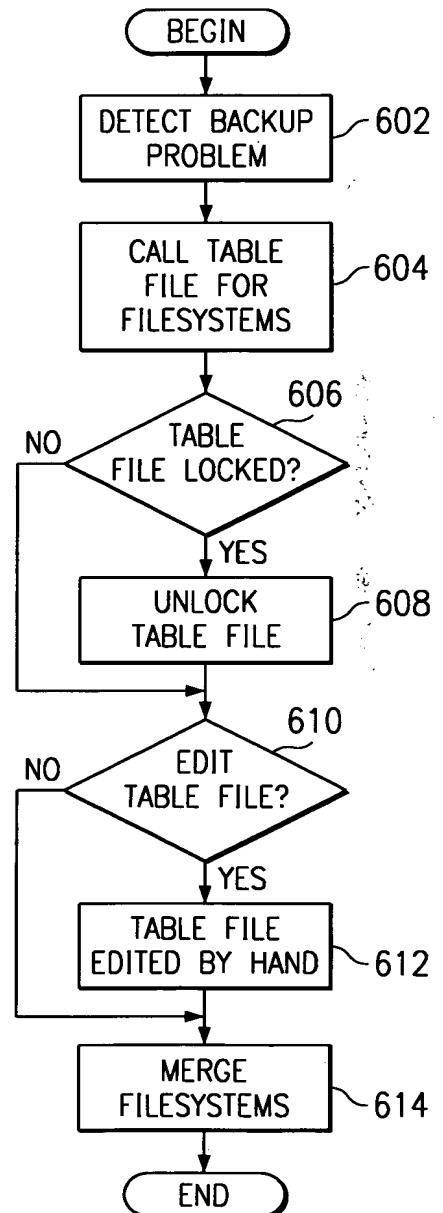 BEGIN
DETECT BACKUP
PROBLEM
602
CALL TABLE
FILE FOR
FILESYSTEMS
604
606
TABLE
FILE LOCKED?
NO
YES
UNLOCK
TABLE FILE
608
610
EDIT
TABLE FILE?
NO
YES
TABLE FILE
EDITED BY HAND
612
MERGE
FILESYSTEMS
614
END